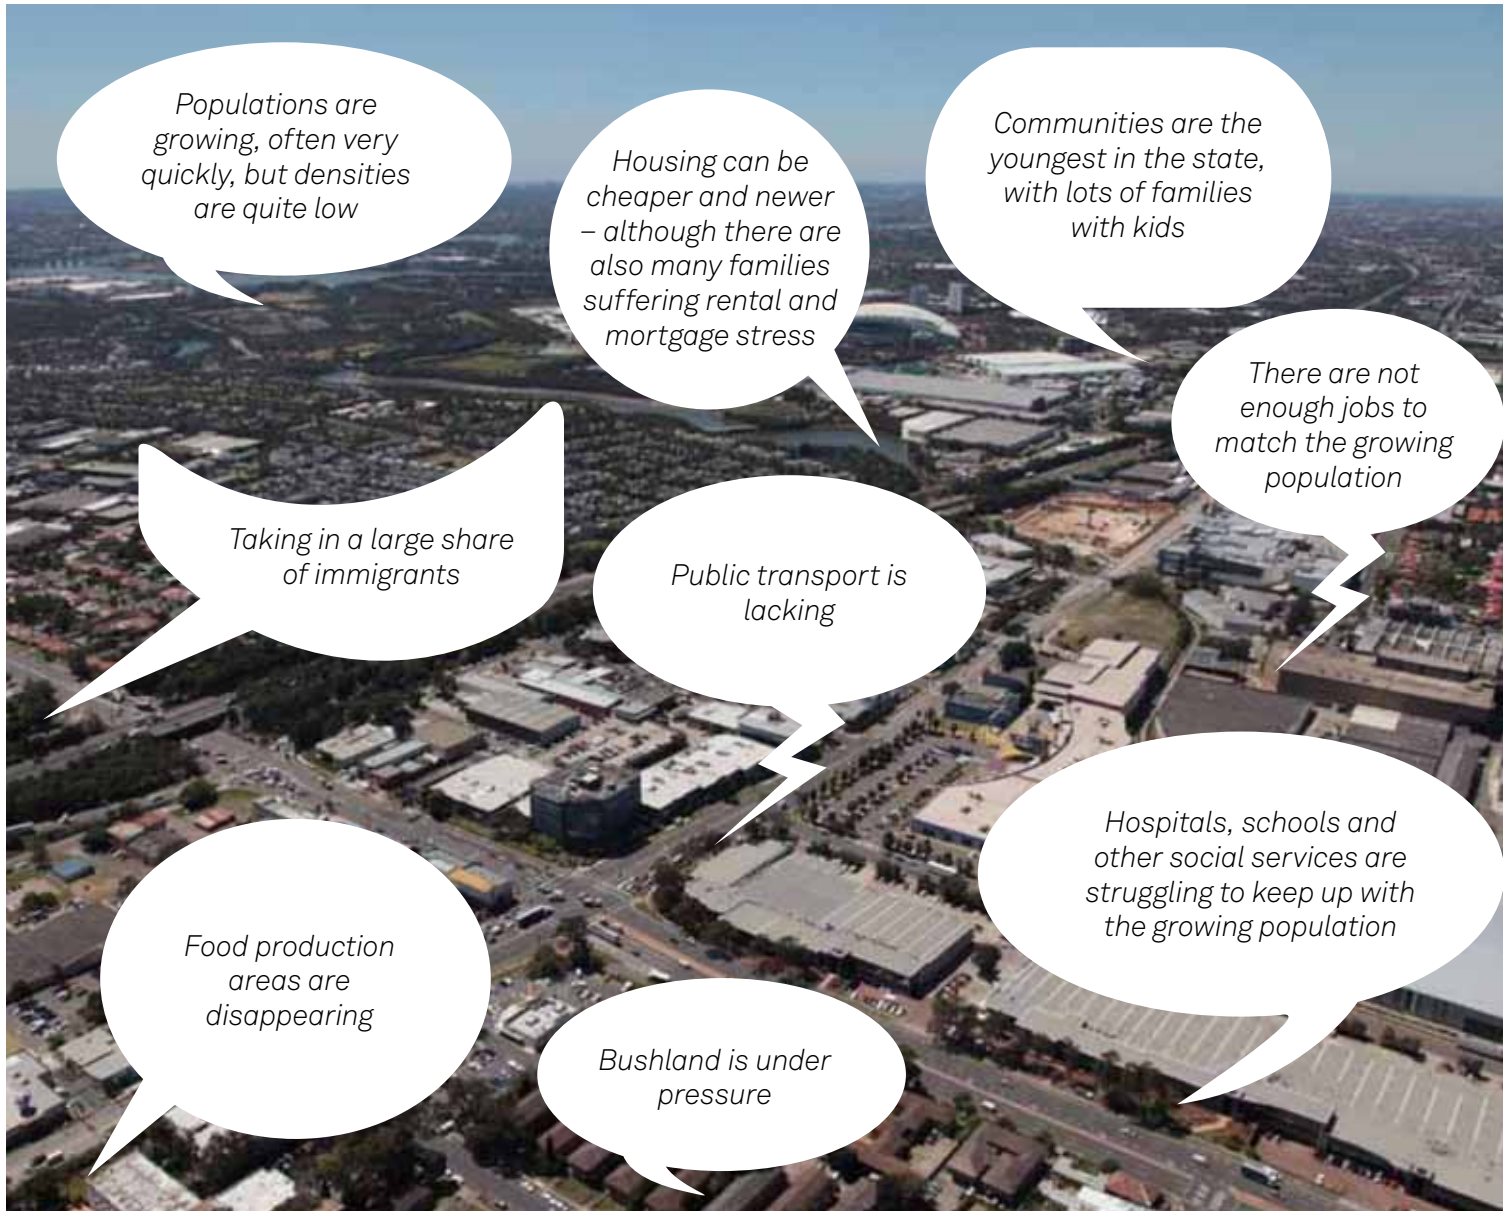 Populations are
growing, often very
quickly, but densities
are quite low
Housing can be
cheaper and newer
– although there are
also many families
suffering rental and
mortgage stress
Communities are the
youngest in the state,
with lots of families
with kids
There are not
enough jobs to
match the growing
population
Taking in a large share
of immigrants
Public transport is
lacking
Hospitals, schools and
other social services are
struggling to keep up with
the growing population
Food production
areas are
disappearing
Bushland is under
pressure